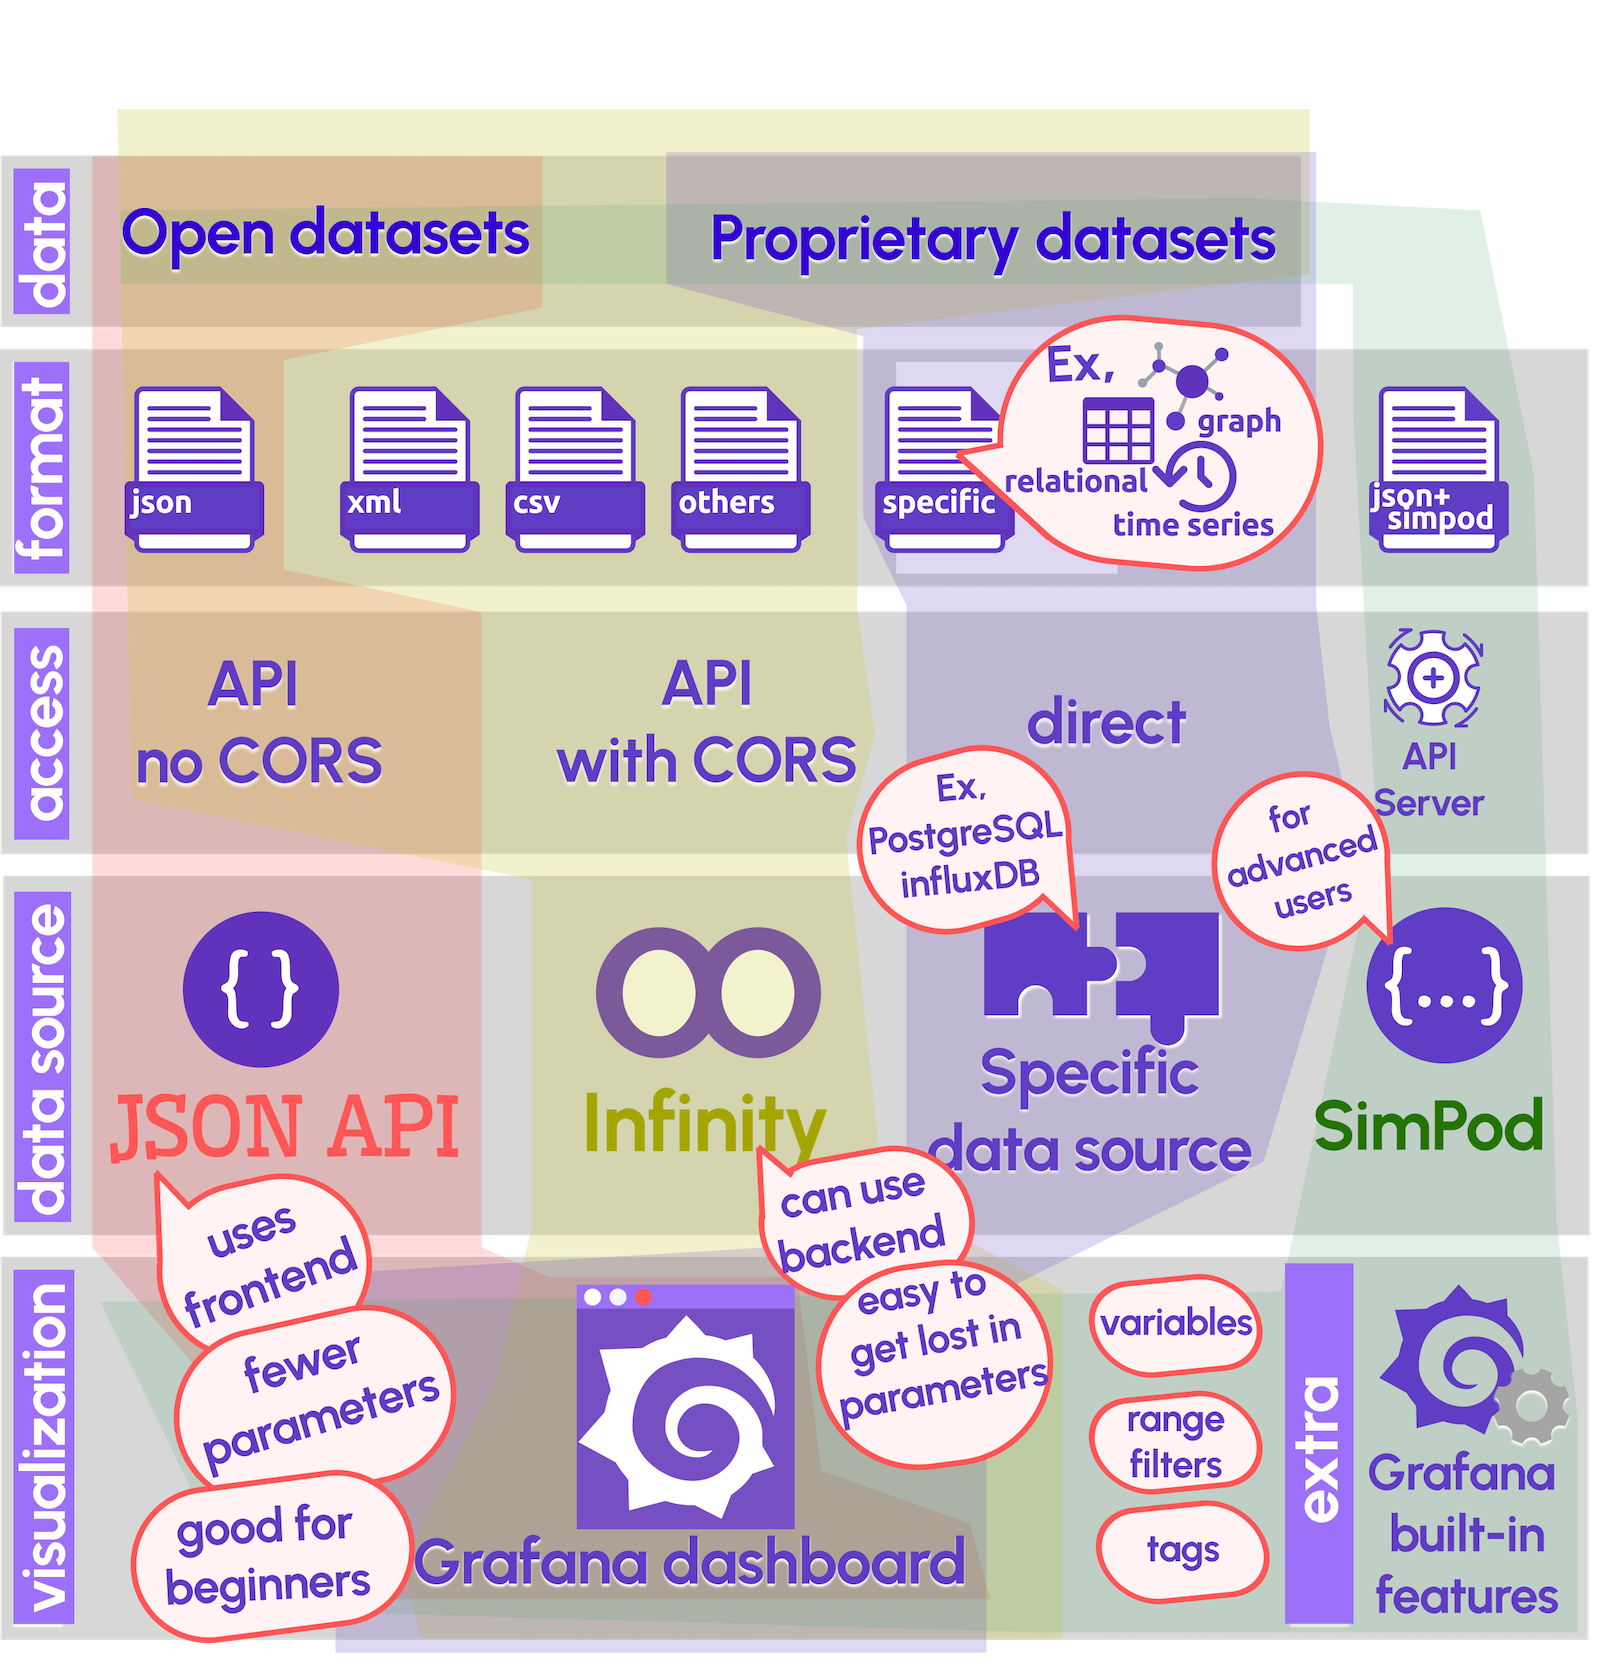 data
Open datasets
Proprietary datasets
format
json
xml
csv
others
specific
Ex,
graph
relational
time series
json+
simpod
access
API
no CORS
API
with CORS
direct
API
Server
Ex,
PostgreSQL
influxDB
for
advanced
users
data source
{ }
JSON API
Infinity
Specific
data source
{...}
SimPod
visualization
uses
frontend
fewer
parameters
good for
beginners
Grafana dashboard
can use
backend
easy to
get lost in
parameters
variables
range
filters
tags
extra
Grafana
built-in
features